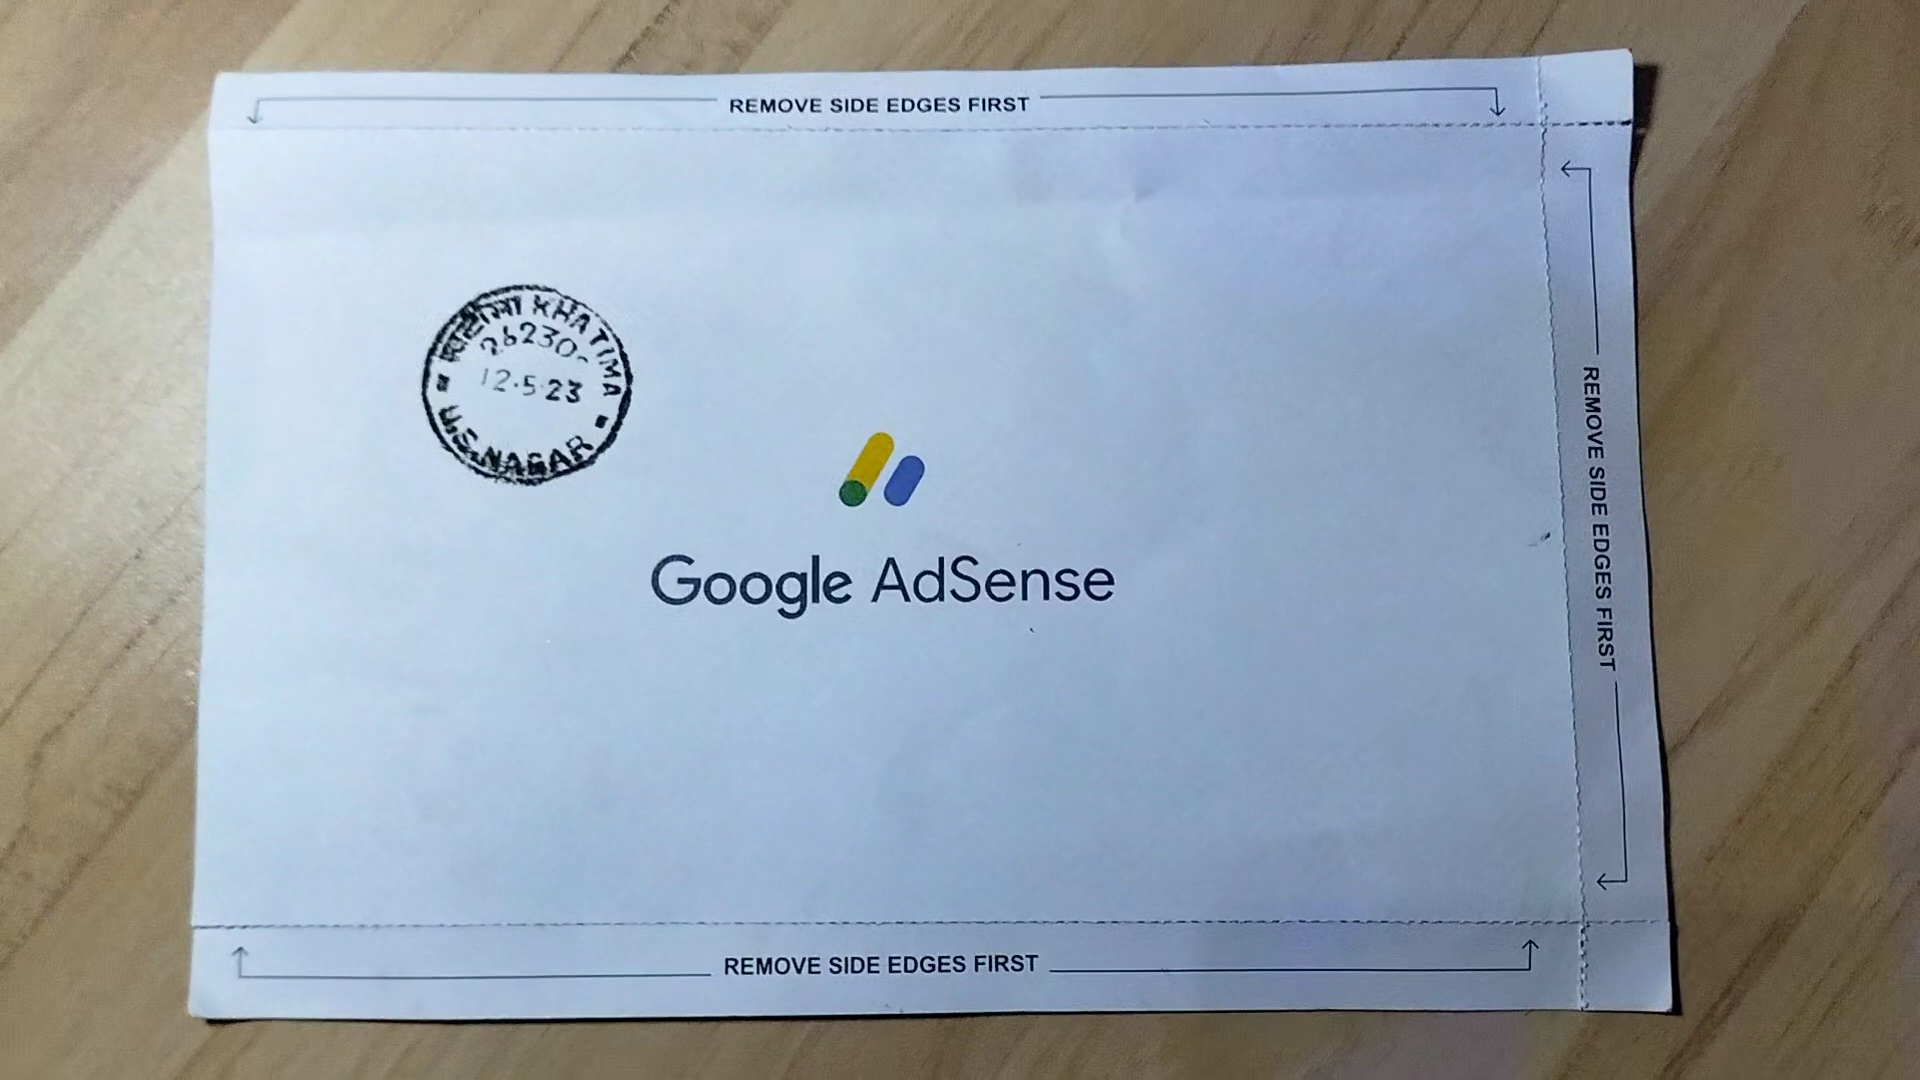 REMOVE SIDE EDGES FIRST
खटीमा KHATIMA
12.5.23
U.S.NAGAR
Google AdSense
REMOVE SIDE EDGES FIRST
REMOVE SIDE EDGES FIRST